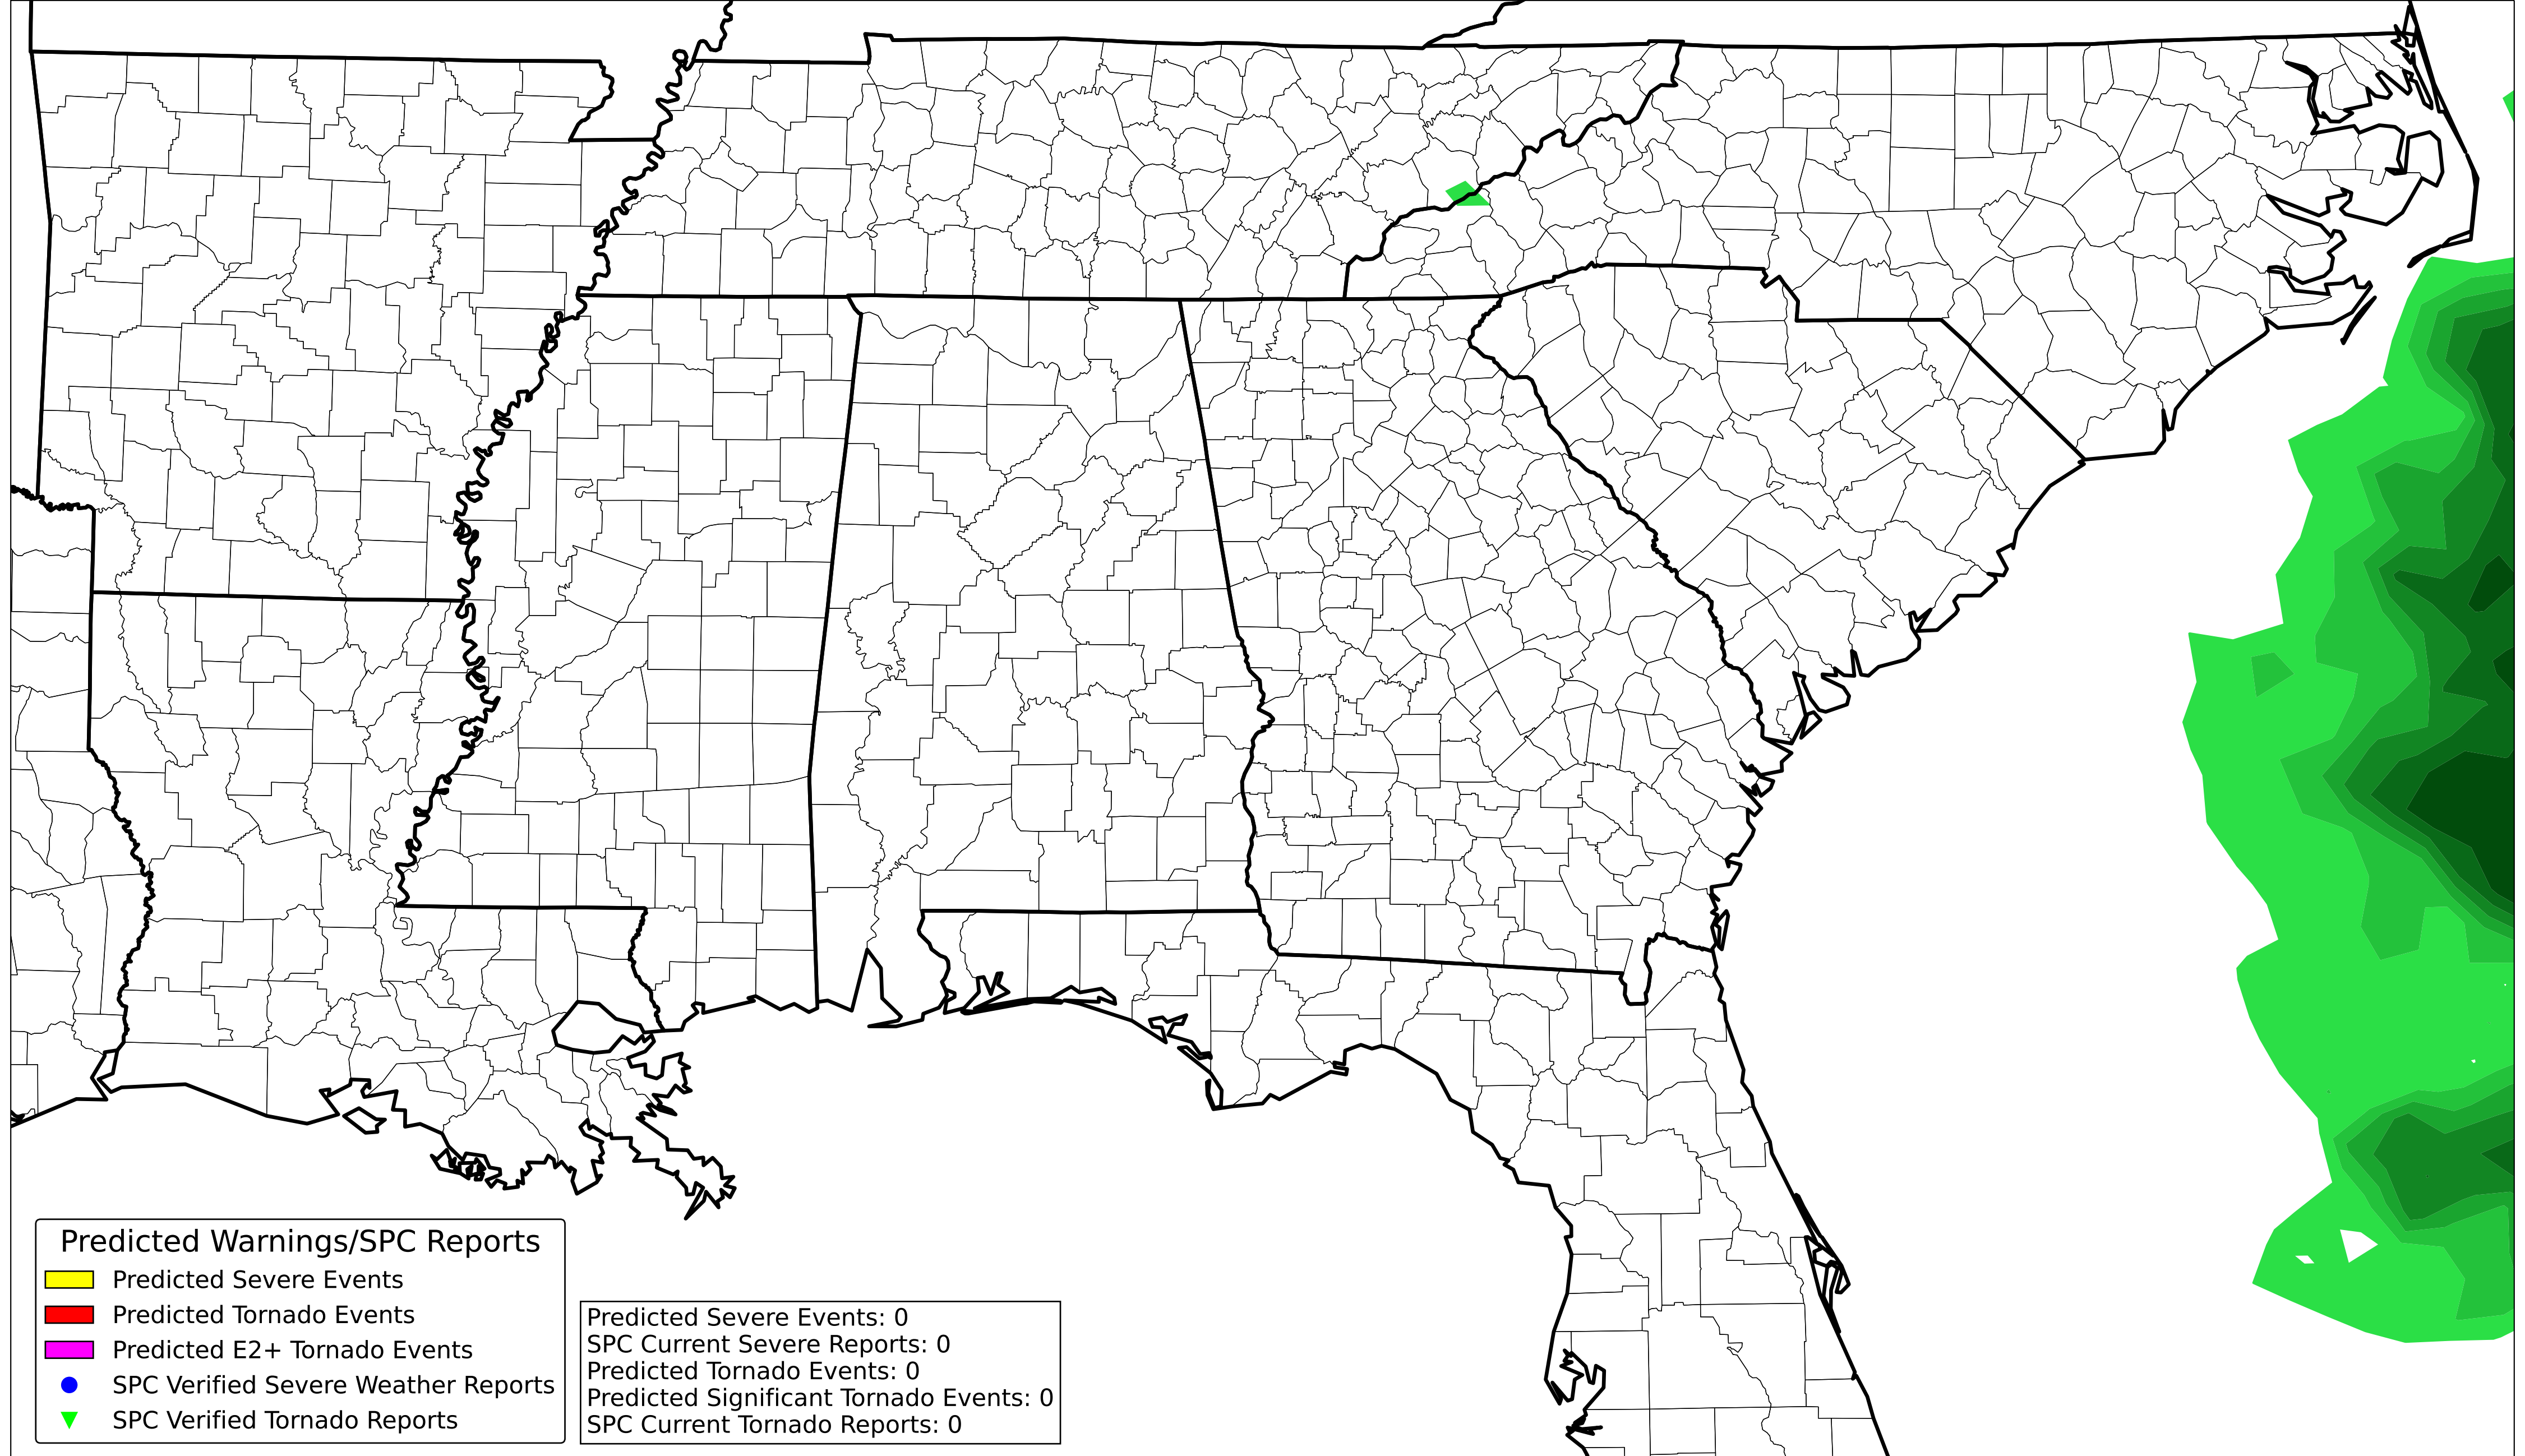 Predicted Warnings/SPC Reports
Predicted Severe Events
Predicted Tornado Events
Predicted E2+ Tornado Events
SPC Verified Severe Weather Reports
SPC Verified Tornado Reports
Predicted Severe Events: 0
SPC Current Severe Reports: 0
Predicted Tornado Events: 0
Predicted Significant Tornado Events: 0
SPC Current Tornado Reports: 0